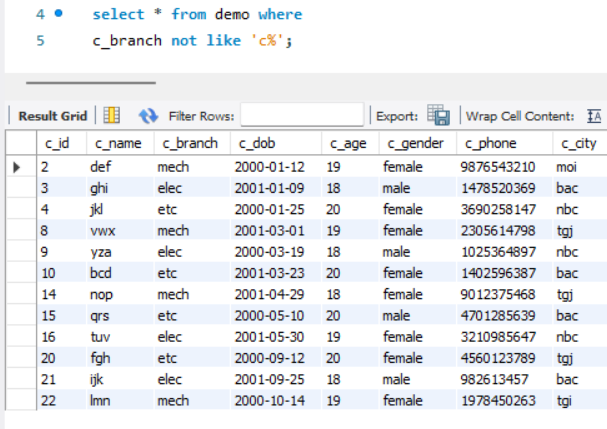 4 select * from demo where
5 c_branch not like 'c%';
Result Grid Filter Rows: Export: Wrap Cell Content:
c_id c_name c_branch c_dob c_age c_gender c_phone c_city
2 def mech 2000-01-12 19 female 9876543210 moi
3 ghi elec 2001-01-09 18 male 1478520369 bac
4 jkl etc 2000-01-25 20 female 3690258147 nbc
8 vwx mech 2001-03-01 19 female 2305614798 tgj
9 yza elec 2000-03-19 18 male 1025364897 nbc
10 bcd etc 2001-03-23 20 female 1402596387 bac
14 nop mech 2001-04-29 18 female 9012375468 tgj
15 qrs etc 2000-05-10 20 male 4701285639 bac
16 tuv elec 2001-05-30 19 female 3210985647 nbc
20 fgh etc 2000-09-12 20 female 4560123789 tgj
21 ijk elec 2001-09-25 18 male 982613457 bac
22 lmn mech 2000-10-14 19 female 1978450263 tgi